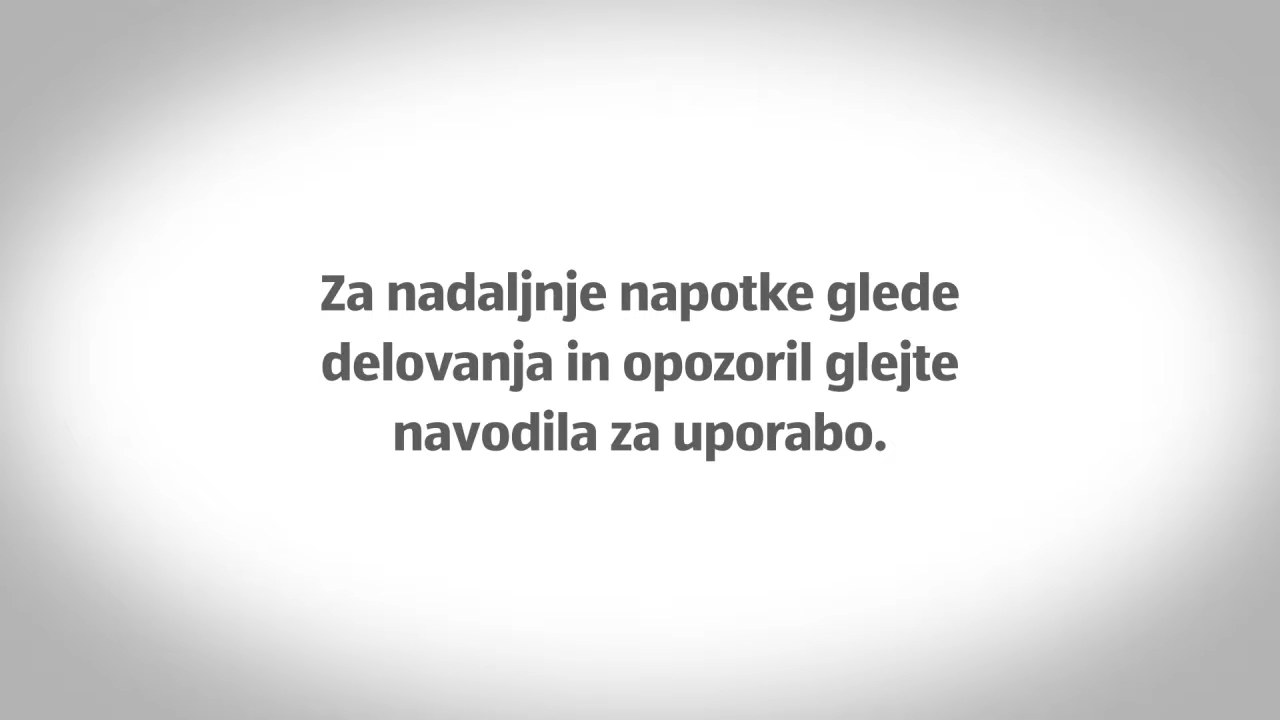 Za nadaljnje napotke glede
delovanja in opozoril glejte
navodila za uporabo.